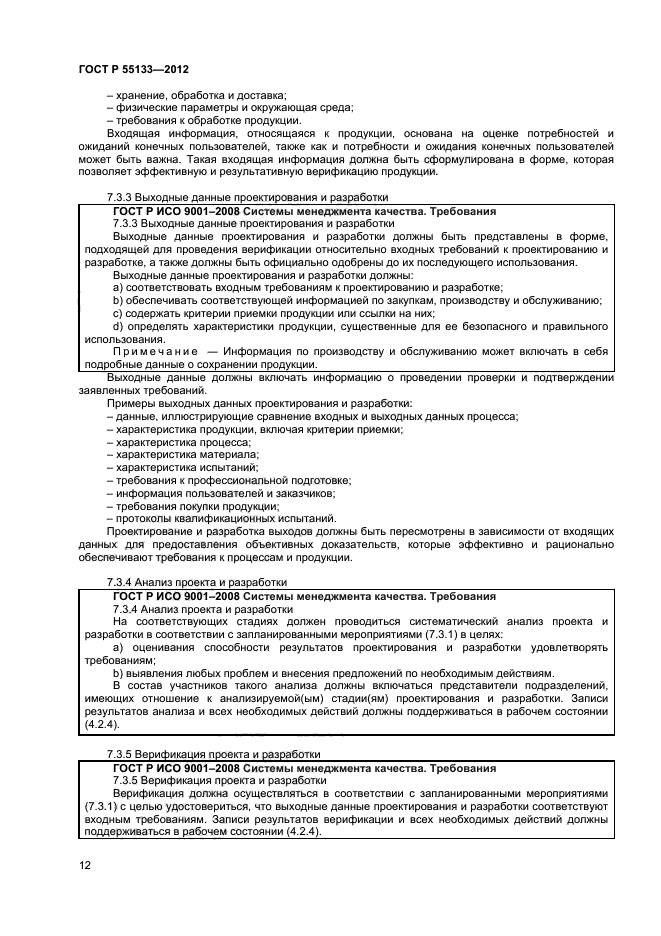 ГОСТ Р 55133—2012
– хранение, обработка и доставка;
– физические параметры и окружающая среда;
– требования к обработке продукции.
Входящая информация, относящаяся к продукции, основана на оценке потребностей и
ожиданий конечных пользователей, также как и потребности и ожидания конечных пользователей
может быть важна. Такая входящая информация должна быть сформулирована в форме, которая
позволяет эффективную и результативную верификацию продукции.
7.3.3 Выходные данные проектирования и разработки
ГОСТ Р ИСО 9001–2008 Системы менеджмента качества. Требования
7.3.3 Выходные данные проектирования и разработки
Выходные данные проектирования и разработки должны быть представлены в форме,
подходящей для проведения верификации относительно входных требований к проектированию и
разработке, а также должны быть официально одобрены до их последующего использования.
Выходные данные проектирования и разработки должны:
a) соответствовать входным требованиям к проектированию и разработке;
b) обеспечивать соответствующей информацией по закупкам, производству и обслуживанию;
c) содержать критерии приемки продукции или ссылки на них;
d) определять характеристики продукции, существенные для ее безопасного и правильного
использования.
Примечание — Информация по производству и обслуживанию может включать в себя
подробные данные о сохранении продукции.
Выходные данные должны включать информацию о проведении проверки и подтверждении
заявленных требований.
Примеры выходных данных проектирования и разработки:
– данные, иллюстрирующие сравнение входных и выходных данных процесса;
– характеристика продукции, включая критерии приемки;
– характеристика процесса;
– характеристика материала;
– характеристика испытаний;
– требования к профессиональной подготовке;
– информация пользователей и заказчиков;
– требования покупки продукции;
– протоколы квалификационных испытаний.
Проектирование и разработка выходов должны быть пересмотрены в зависимости от входящих
данных для предоставления объективных доказательств, которые эффективно и рационально
обеспечивают требования к процессам и продукции.
7.3.4 Анализ проекта и разработки
ГОСТ Р ИСО 9001–2008 Системы менеджмента качества. Требования
7.3.4 Анализ проекта и разработки
На соответствующих стадиях должен проводиться систематический анализ проекта и
разработки в соответствии с запланированными мероприятиями (7.3.1) в целях:
a) оценивания способности результатов проектирования и разработки удовлетворять
требованиям;
b) выявления любых проблем и внесения предложений по необходимым действиям.
В состав участников такого анализа должны включаться представители подразделений,
имеющих отношение к анализируемой(ым) стадии(ям) проектирования и разработки. Записи
результатов анализа и всех необходимых действий должны поддерживаться в рабочем состоянии
(4.2.4).
7.3.5 Верификация проекта и разработки
ГОСТ Р ИСО 9001–2008 Системы менеджмента качества. Требования
7.3.5 Верификация проекта и разработки
Верификация должна осуществляться в соответствии с запланированными мероприятиями
(7.3.1) с целью удостовериться, что выходные данные проектирования и разработки соответствуют
входным требованиям. Записи результатов верификации и всех необходимых действий должны
поддерживаться в рабочем состоянии (4.2.4).
12